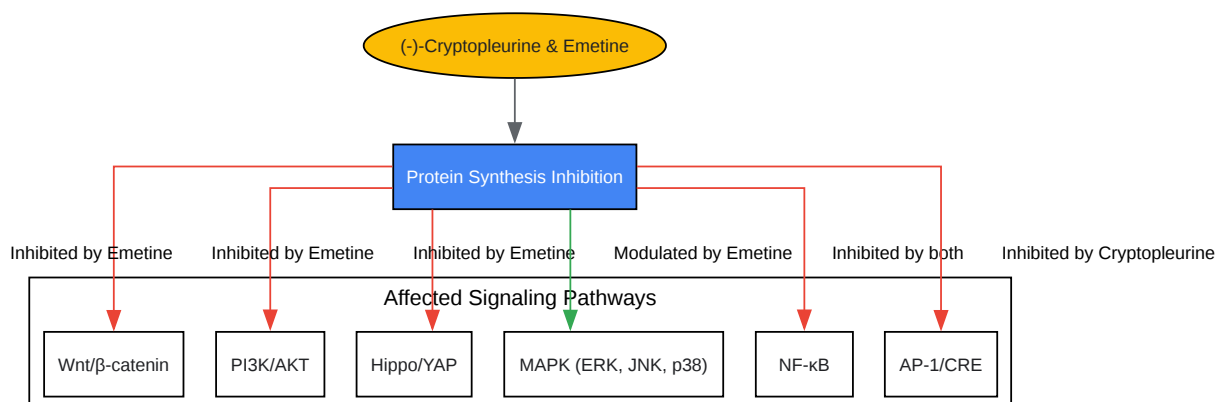 (-)-Cryptopleurine & Emetine
Protein Synthesis Inhibition
Inhibited by Emetine
Inhibited by Emetine
Inhibited by Emetine
Modulated by Emetine
Inhibited by both
Inhibited by Cryptopleurine
Affected Signaling Pathways
Wnt/β-catenin
PI3K/AKT
Hippo/YAP
MAPK (ERK, JNK, p38)
NF-κB
AP-1/CRE